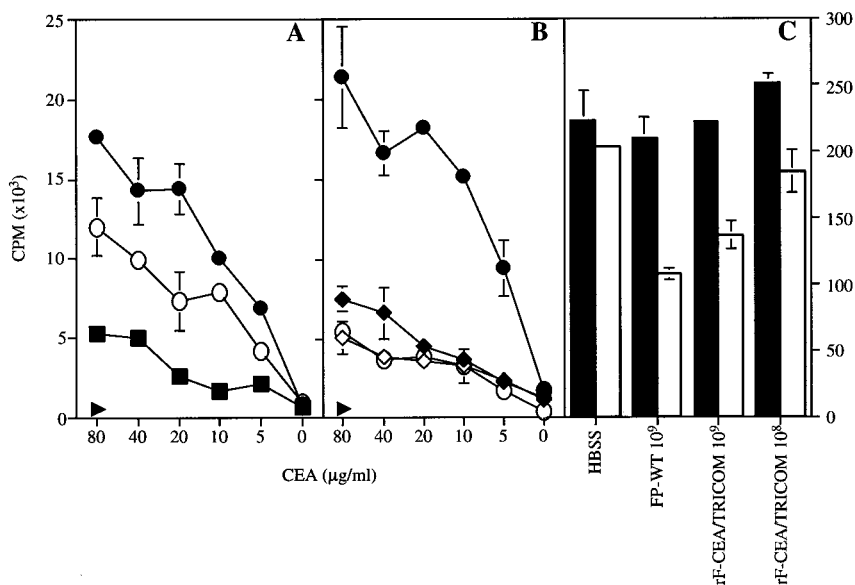 A
B
C
25
20
15
10
5
0
CPM (x10³)
80 40 20 10 5 0
80 40 20 10 5 0
CEA (µg/ml)
300
250
200
150
100
50
0
HBSS
FP-WT 10⁹
rF-CEA/TRICOM 10⁹
rF-CEA/TRICOM 10⁸